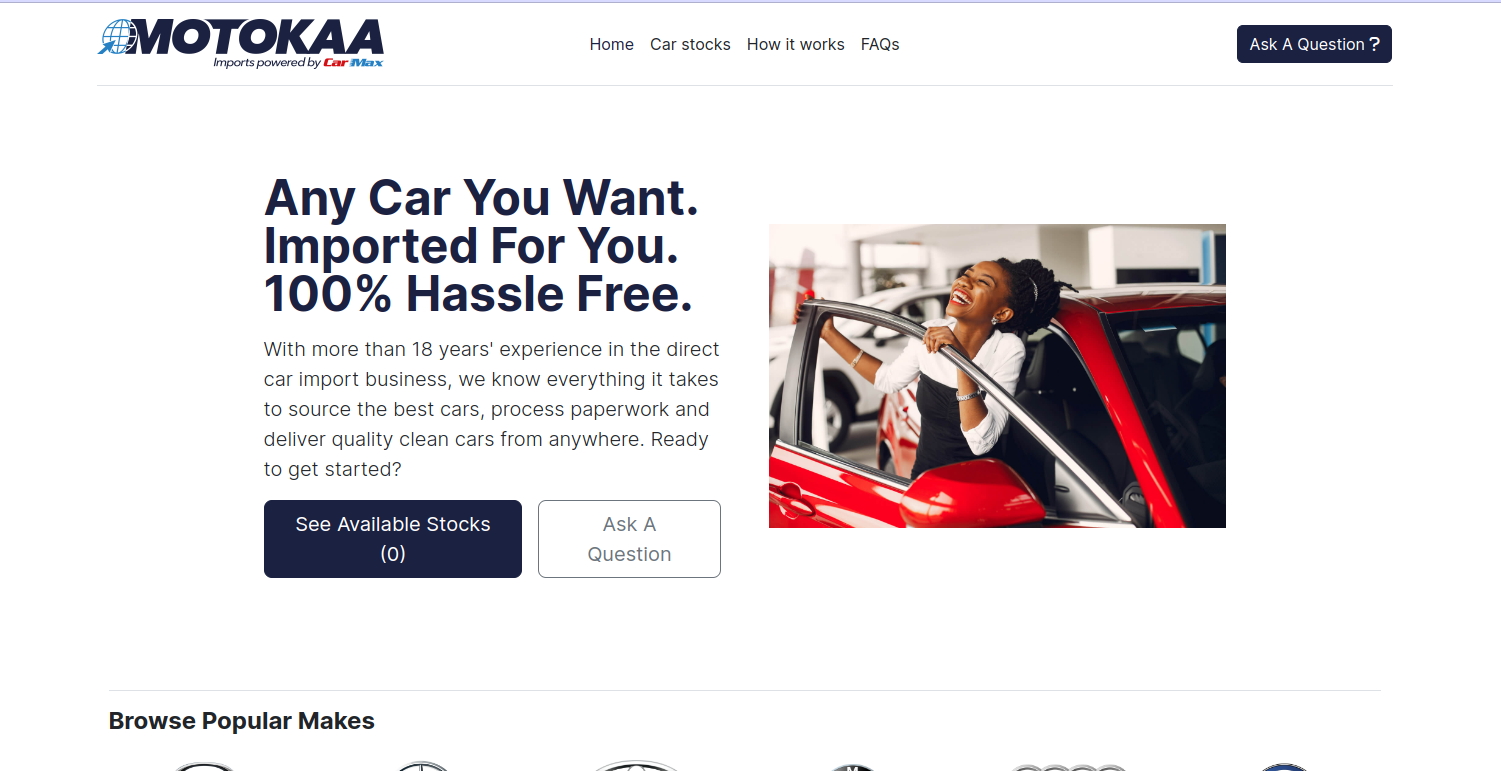 MOTOKAA
Imports powered by Car Max
Home Car stocks How it works FAQs
Ask A Question ?
Any Car You Want.
Imported For You.
100% Hassle Free.
With more than 18 years' experience in the direct
car import business, we know everything it takes
to source the best cars, process paperwork and
deliver quality clean cars from anywhere. Ready
to get started?
See Available Stocks
(0)
Ask A
Question
Browse Popular Makes